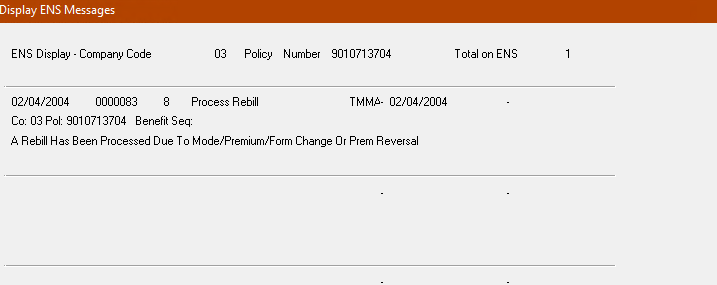 Display ENS Messages
ENS Display - Company Code 03 Policy Number 9010713704 Total on ENS 1
02/04/2004 0000083 8 Process Rebill TMMA- 02/04/2004 -
Co: 03 Pol: 9010713704 Benefit Seq:
A Rebill Has Been Processed Due To Mode/Premium/Form Change Or Prem Reversal
- -
- -